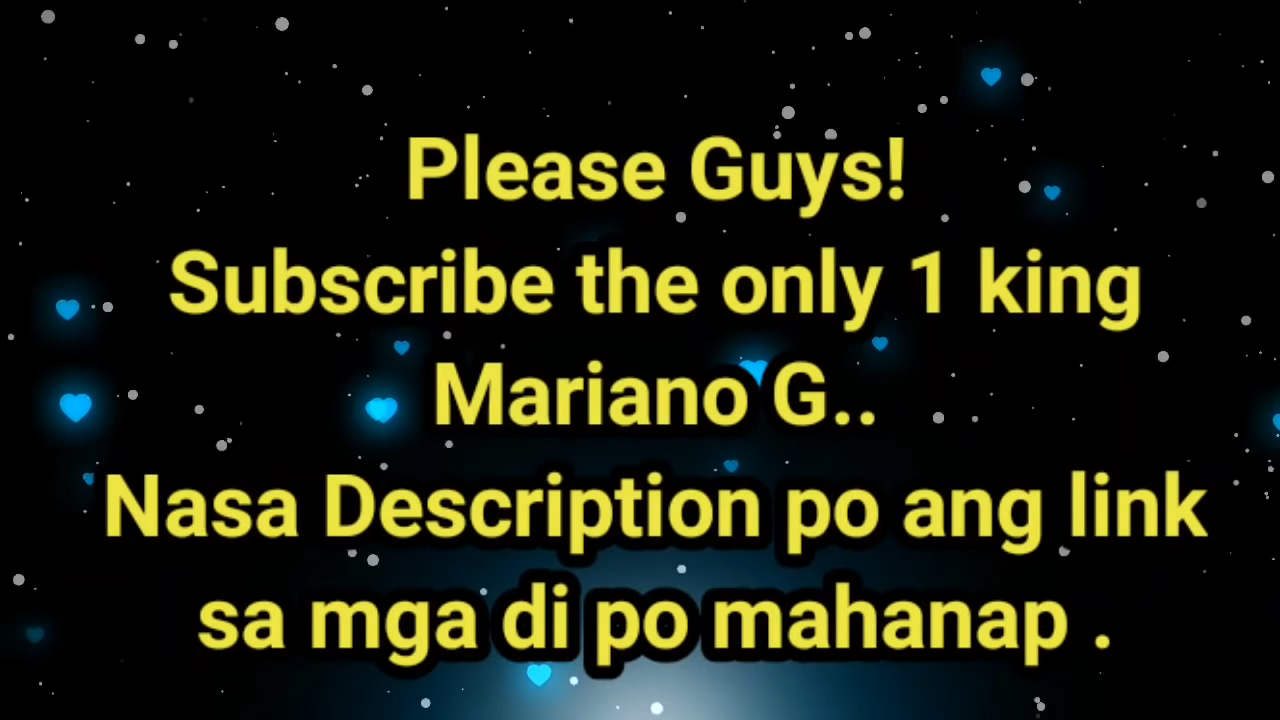 Please Guys!
Subscribe the only 1 king
Mariano G..
Nasa Description po ang link
sa mga di po mahanap .